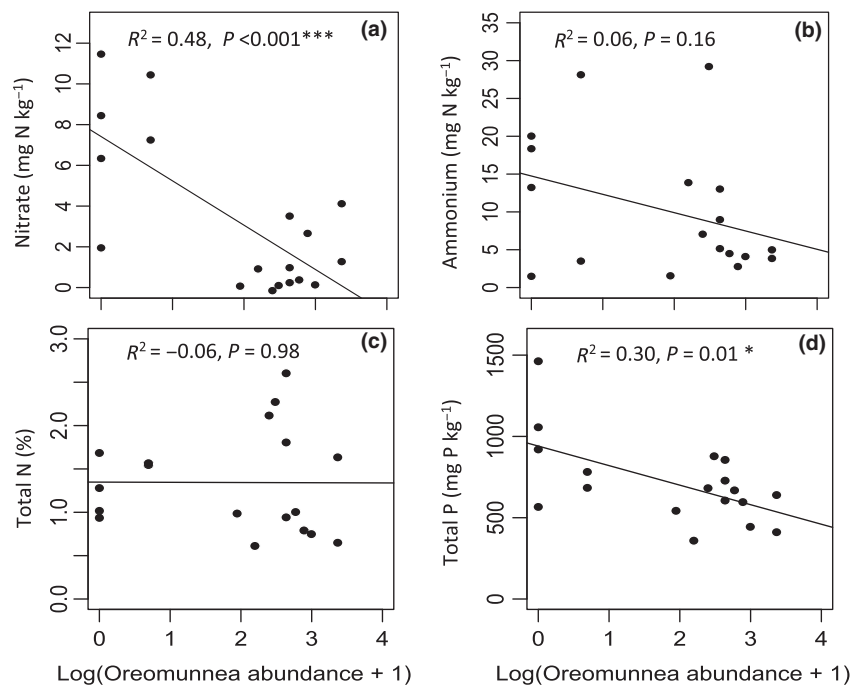 (a)
R² = 0.48, P <0.001***
Nitrate (mg N kg⁻¹)
12
10
8
6
4
2
0
(b)
R² = 0.06, P = 0.16
Ammonium (mg N kg⁻¹)
35
30
25
20
15
10
5
0
(c)
R² = −0.06, P = 0.98
Total N (%)
3.0
2.0
1.0
0.0
0 1 2 3 4
Log(Oreomunnea abundance + 1)
(d)
R² = 0.30, P = 0.01 *
Total P (mg P kg⁻¹)
1500
1000
500
0
0 1 2 3 4
Log(Oreomunnea abundance + 1)